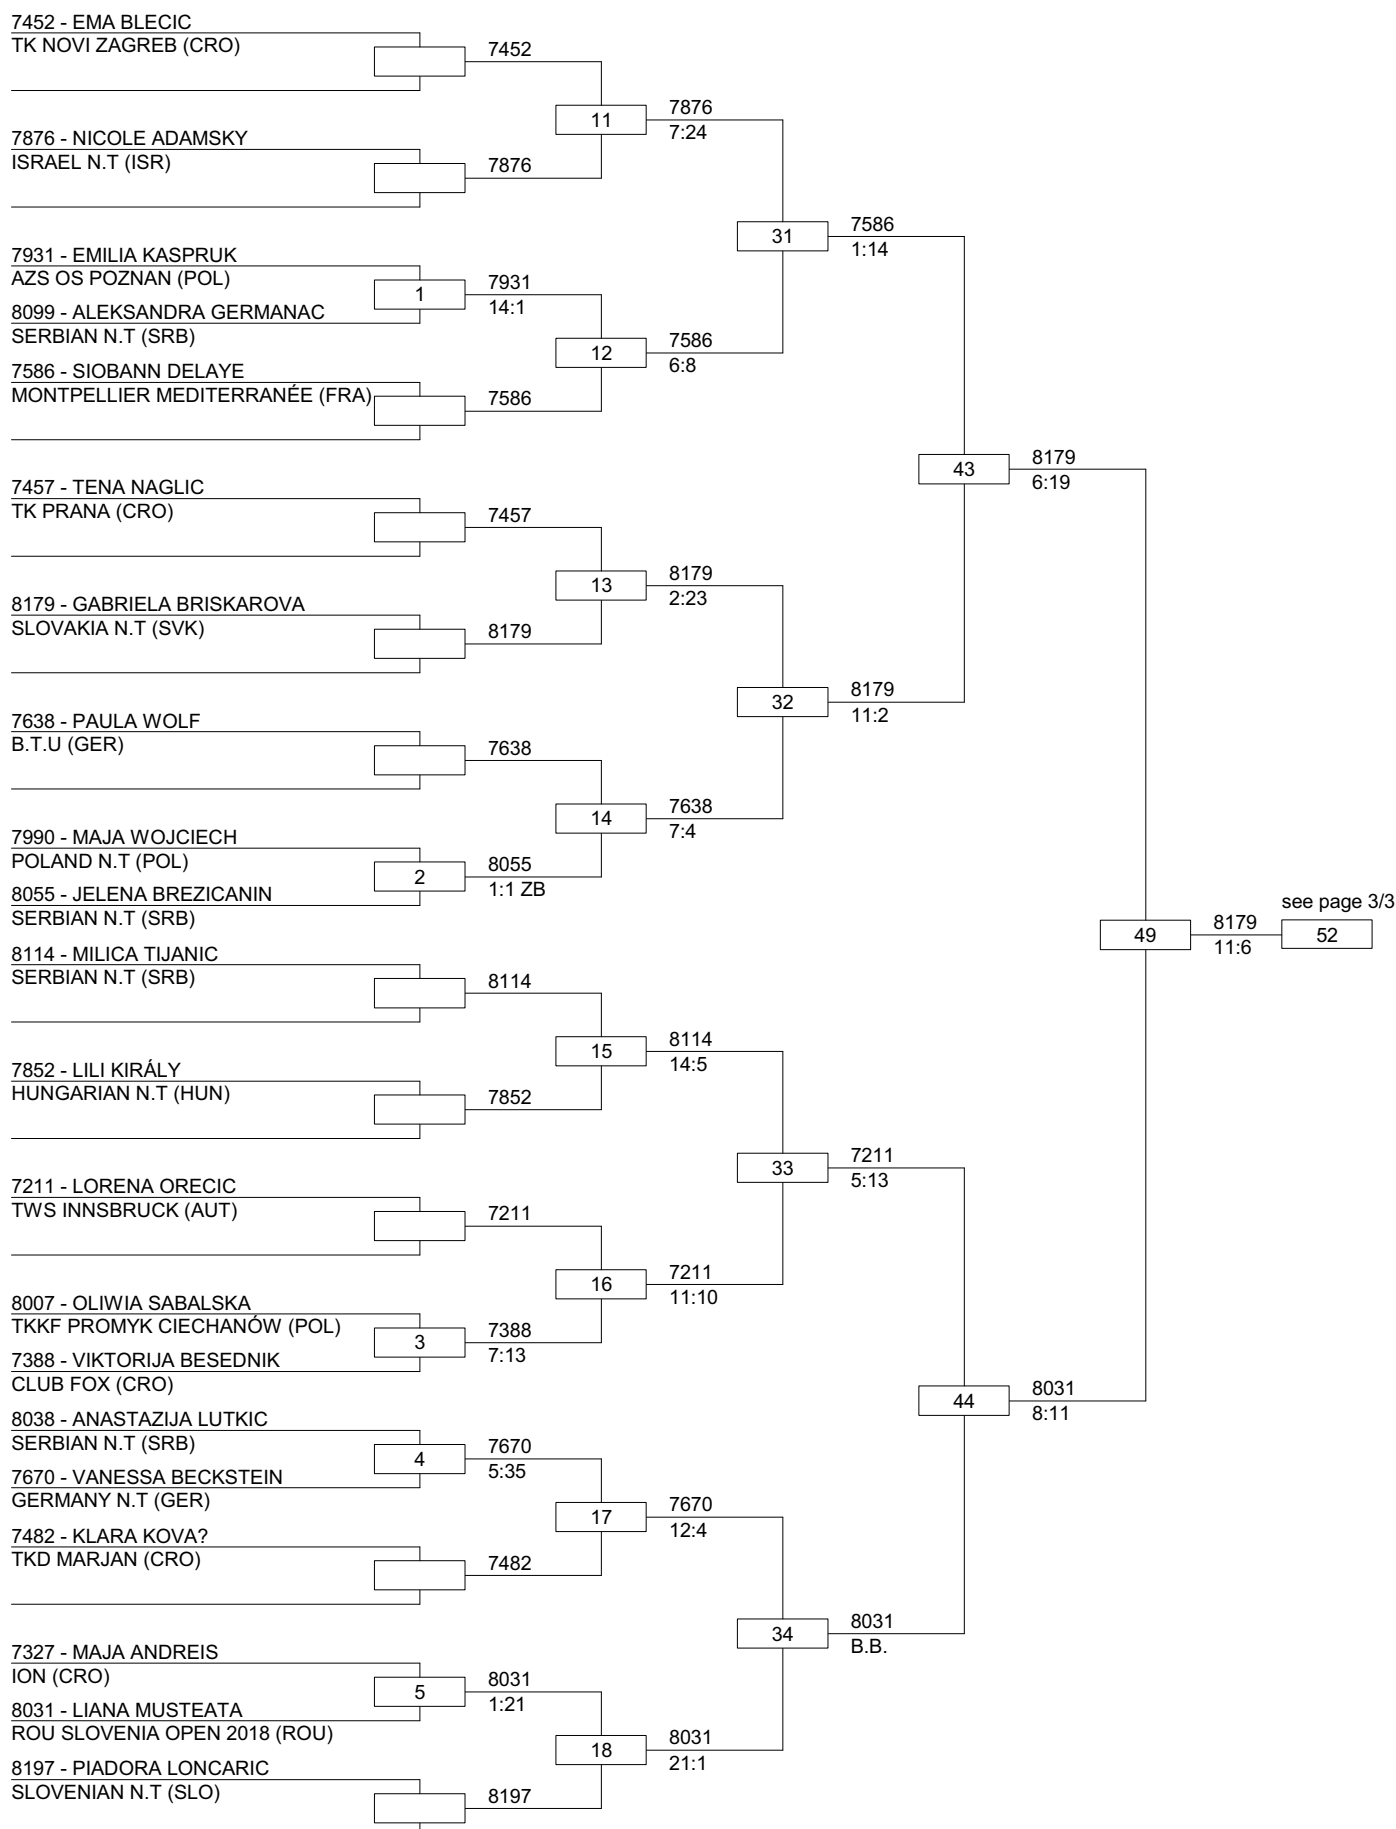 7452 - EMA BLECIC
TK NOVI ZAGREB (CRO)
7452
11
7876
7:24
7876 - NICOLE ADAMSKY
ISRAEL N.T (ISR)
7876
31
7586
1:14
7931 - EMILIA KASPRUK
AZS OS POZNAN (POL)
1
7931
14:1
8099 - ALEKSANDRA GERMANAC
SERBIAN N.T (SRB)
12
7586
6:8
7586 - SIOBANN DELAYE
MONTPELLIER MEDITERRANÉE (FRA)
7586
43
8179
6:19
7457 - TENA NAGLIC
TK PRANA (CRO)
7457
13
8179
2:23
8179 - GABRIELA BRISKAROVA
SLOVAKIA N.T (SVK)
8179
32
8179
11:2
7638 - PAULA WOLF
B.T.U (GER)
7638
14
7638
7:4
7990 - MAJA WOJCIECH
POLAND N.T (POL)
2
8055
1:1 ZB
8055 - JELENA BREZICANIN
SERBIAN N.T (SRB)
see page 3/3
49
8179
11:6
52
8114 - MILICA TIJANIC
SERBIAN N.T (SRB)
8114
15
8114
14:5
7852 - LILI KIRÁLY
HUNGARIAN N.T (HUN)
7852
33
7211
5:13
7211 - LORENA ORECIC
TWS INNSBRUCK (AUT)
7211
16
7211
11:10
8007 - OLIWIA SABALSKA
TKKF PROMYK CIECHANÓW (POL)
3
7388
7:13
7388 - VIKTORIJA BESEDNIK
CLUB FOX (CRO)
44
8031
8:11
8038 - ANASTAZIJA LUTKIC
SERBIAN N.T (SRB)
4
7670
5:35
7670 - VANESSA BECKSTEIN
GERMANY N.T (GER)
17
7670
12:4
7482 - KLARA KOVA?
TKD MARJAN (CRO)
7482
34
8031
B.B.
7327 - MAJA ANDREIS
ION (CRO)
5
8031
1:21
8031 - LIANA MUSTEATA
ROU SLOVENIA OPEN 2018 (ROU)
18
8031
21:1
8197 - PIADORA LONCARIC
SLOVENIAN N.T (SLO)
8197